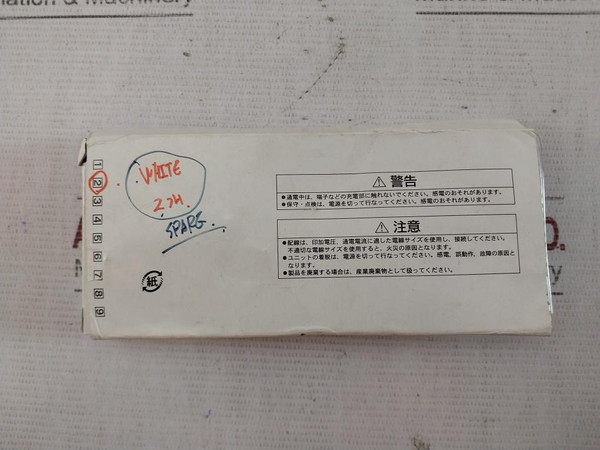 & Machinery
1
2
3
4
5
6
7
8
9
WHITE
SPARE
紙
⚠ 警告
●通電中は、端子などの充電部に触れないでください。感電のおそれがあります。
●保守・点検は、電源を切って行なってください。感電のおそれがあります。
⚠ 注意
●配線は、印加電圧、通電電流に適した電線サイズを使用し、接続してください。
不適切な電線サイズを使用すると、火災の原因となります。
●ユニットの着脱は、電源を切って行なってください。感電、誤動作、故障の原因と
なります。
●製品を廃棄する場合は、産業廃棄物として扱ってください。